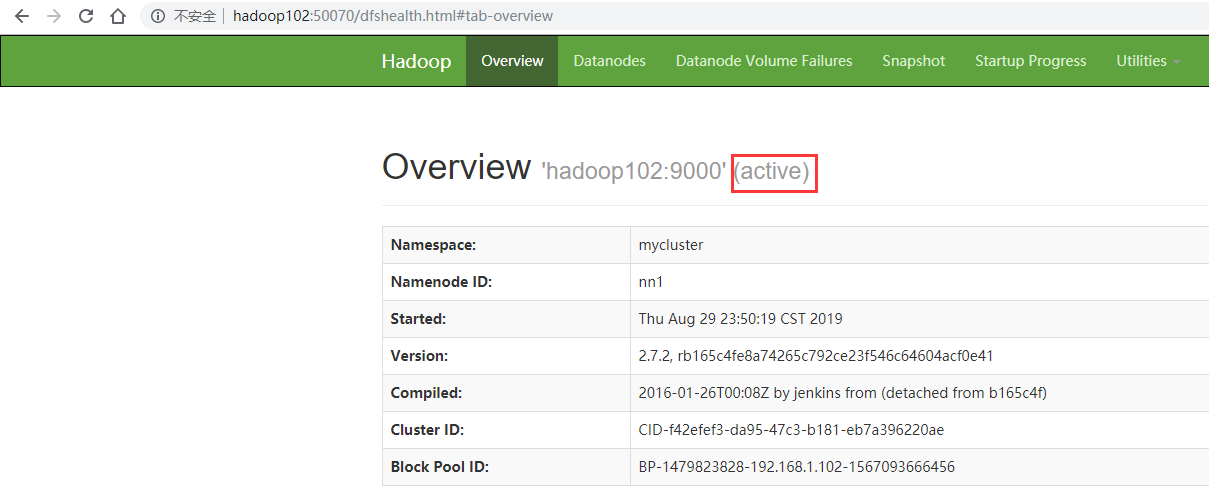 不安全 | hadoop102:50070/dfshealth.html#tab-overview
Hadoop Overview Datanodes Datanode Volume Failures Snapshot Startup Progress Utilities
Overview 'hadoop102:9000' (active)
Namespace: mycluster
Namenode ID: nn1
Started: Thu Aug 29 23:50:19 CST 2019
Version: 2.7.2, rb165c4fe8a74265c792ce23f546c64604acf0e41
Compiled: 2016-01-26T00:08Z by jenkins from (detached from b165c4f)
Cluster ID: CID-f42efef3-da95-47c3-b181-eb7a396220ae
Block Pool ID: BP-1479823828-192.168.1.102-1567093666456